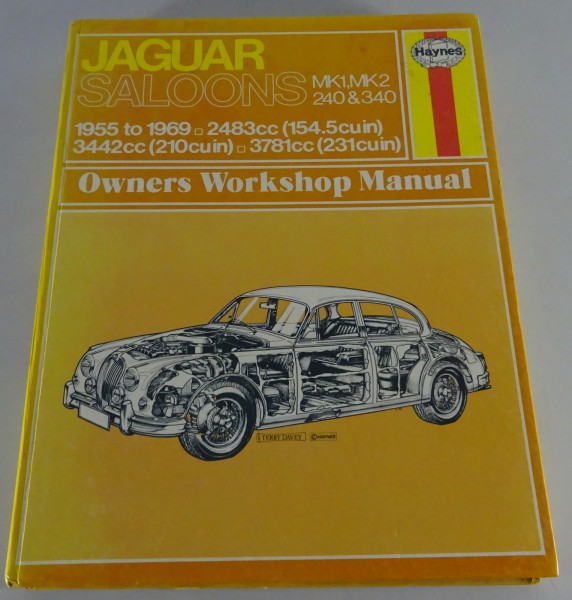 JAGUAR
SALOONS
MK1, MK2
240 & 340
Haynes
1955 to 1969 □ 2483cc (154.5cu in)
3442cc (210cu in) □ 3781cc (231cu in)
Owners Workshop Manual
TERRY DAVEY
© HAYNES